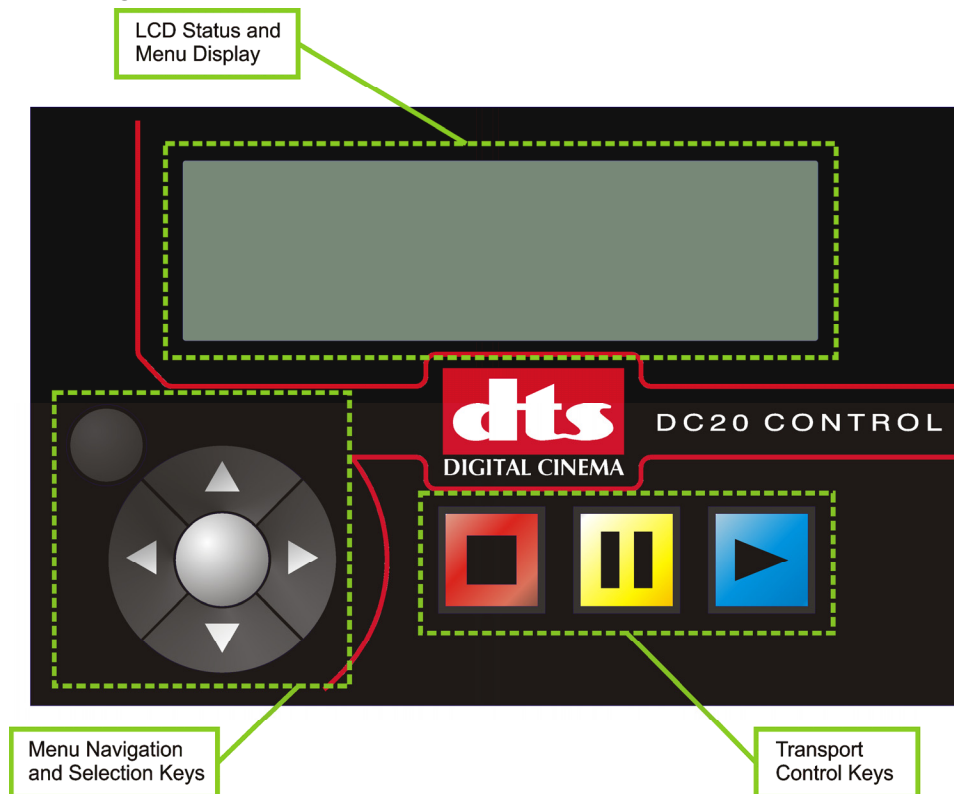 LCD Status and
Menu Display
dts
DIGITAL CINEMA
DC20 CONTROL
Menu Navigation
and Selection Keys
Transport
Control Keys